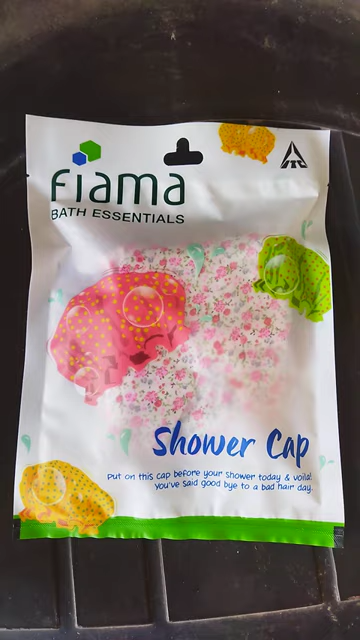 Fiama
BATH ESSENTIALS
ITC
Shower Cap
Put on this cap before your shower today & voila!
you've said good bye to a bad hair day.